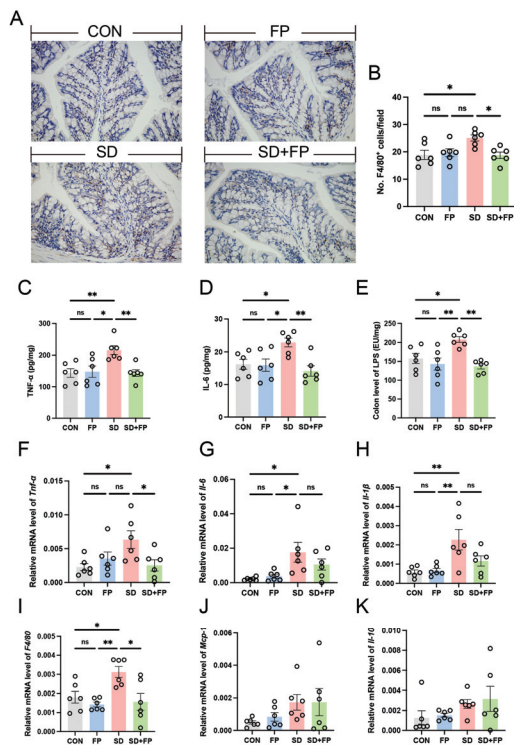 A
CON
FP
SD
SD+FP
B
No. F4/80⁺ cells/field
40
30
20
10
0
*
ns
ns
*
CON
FP
SD
SD+FP
C
TNF-α (pg/mg)
300
200
100
0
**
ns
*
**
CON
FP
SD
SD+FP
D
IL-6 (pg/mg)
40
30
20
10
0
*
ns
*
**
CON
FP
SD
SD+FP
E
Colon level of LPS (EU/mg)
250
200
150
100
50
0
*
ns
**
**
CON
FP
SD
SD+FP
F
Relative mRNA level of Tnf-α
0.015
0.010
0.005
0.000
*
ns
ns
*
CON
FP
SD
SD+FP
G
Relative mRNA level of Il-6
0.06
0.04
0.02
0.00
*
ns
*
ns
CON
FP
SD
SD+FP
H
Relative mRNA level of Il-1β
0.005
0.004
0.003
0.002
0.001
0.000
**
ns
**
ns
CON
FP
SD
SD+FP
I
Relative mRNA level of F4/80
0.005
0.004
0.003
0.002
0.001
0.000
*
ns
**
*
CON
FP
SD
SD+FP
J
Relative mRNA level of Mcp-1
0.006
0.004
0.002
0.000
CON
FP
SD
SD+FP
K
Relative mRNA level of Il-10
0.008
0.006
0.004
0.002
0.000
CON
FP
SD
SD+FP